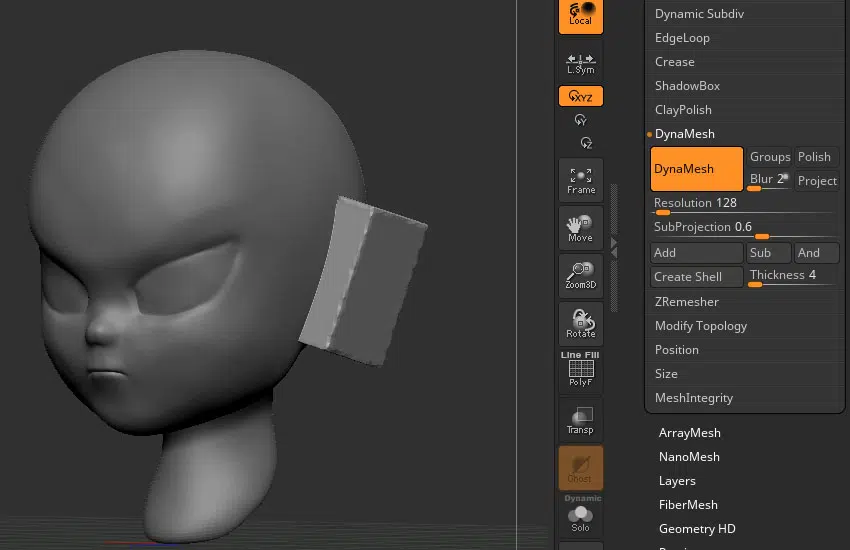 Local
L.Sym
XYZ
Y
Z
Frame
Move
Zoom3D
Rotate
Line Fill
PolyF
Transp
Ghost
Dynamic
Solo
Dynamic Subdiv
EdgeLoop
Crease
ShadowBox
ClayPolish
DynaMesh
DynaMesh
Groups Polish
Blur 2 Project
Resolution 128
SubProjection 0.6
Add Sub And
Create Shell Thickness 4
ZRemesher
Modify Topology
Position
Size
MeshIntegrity
ArrayMesh
NanoMesh
Layers
FiberMesh
Geometry HD